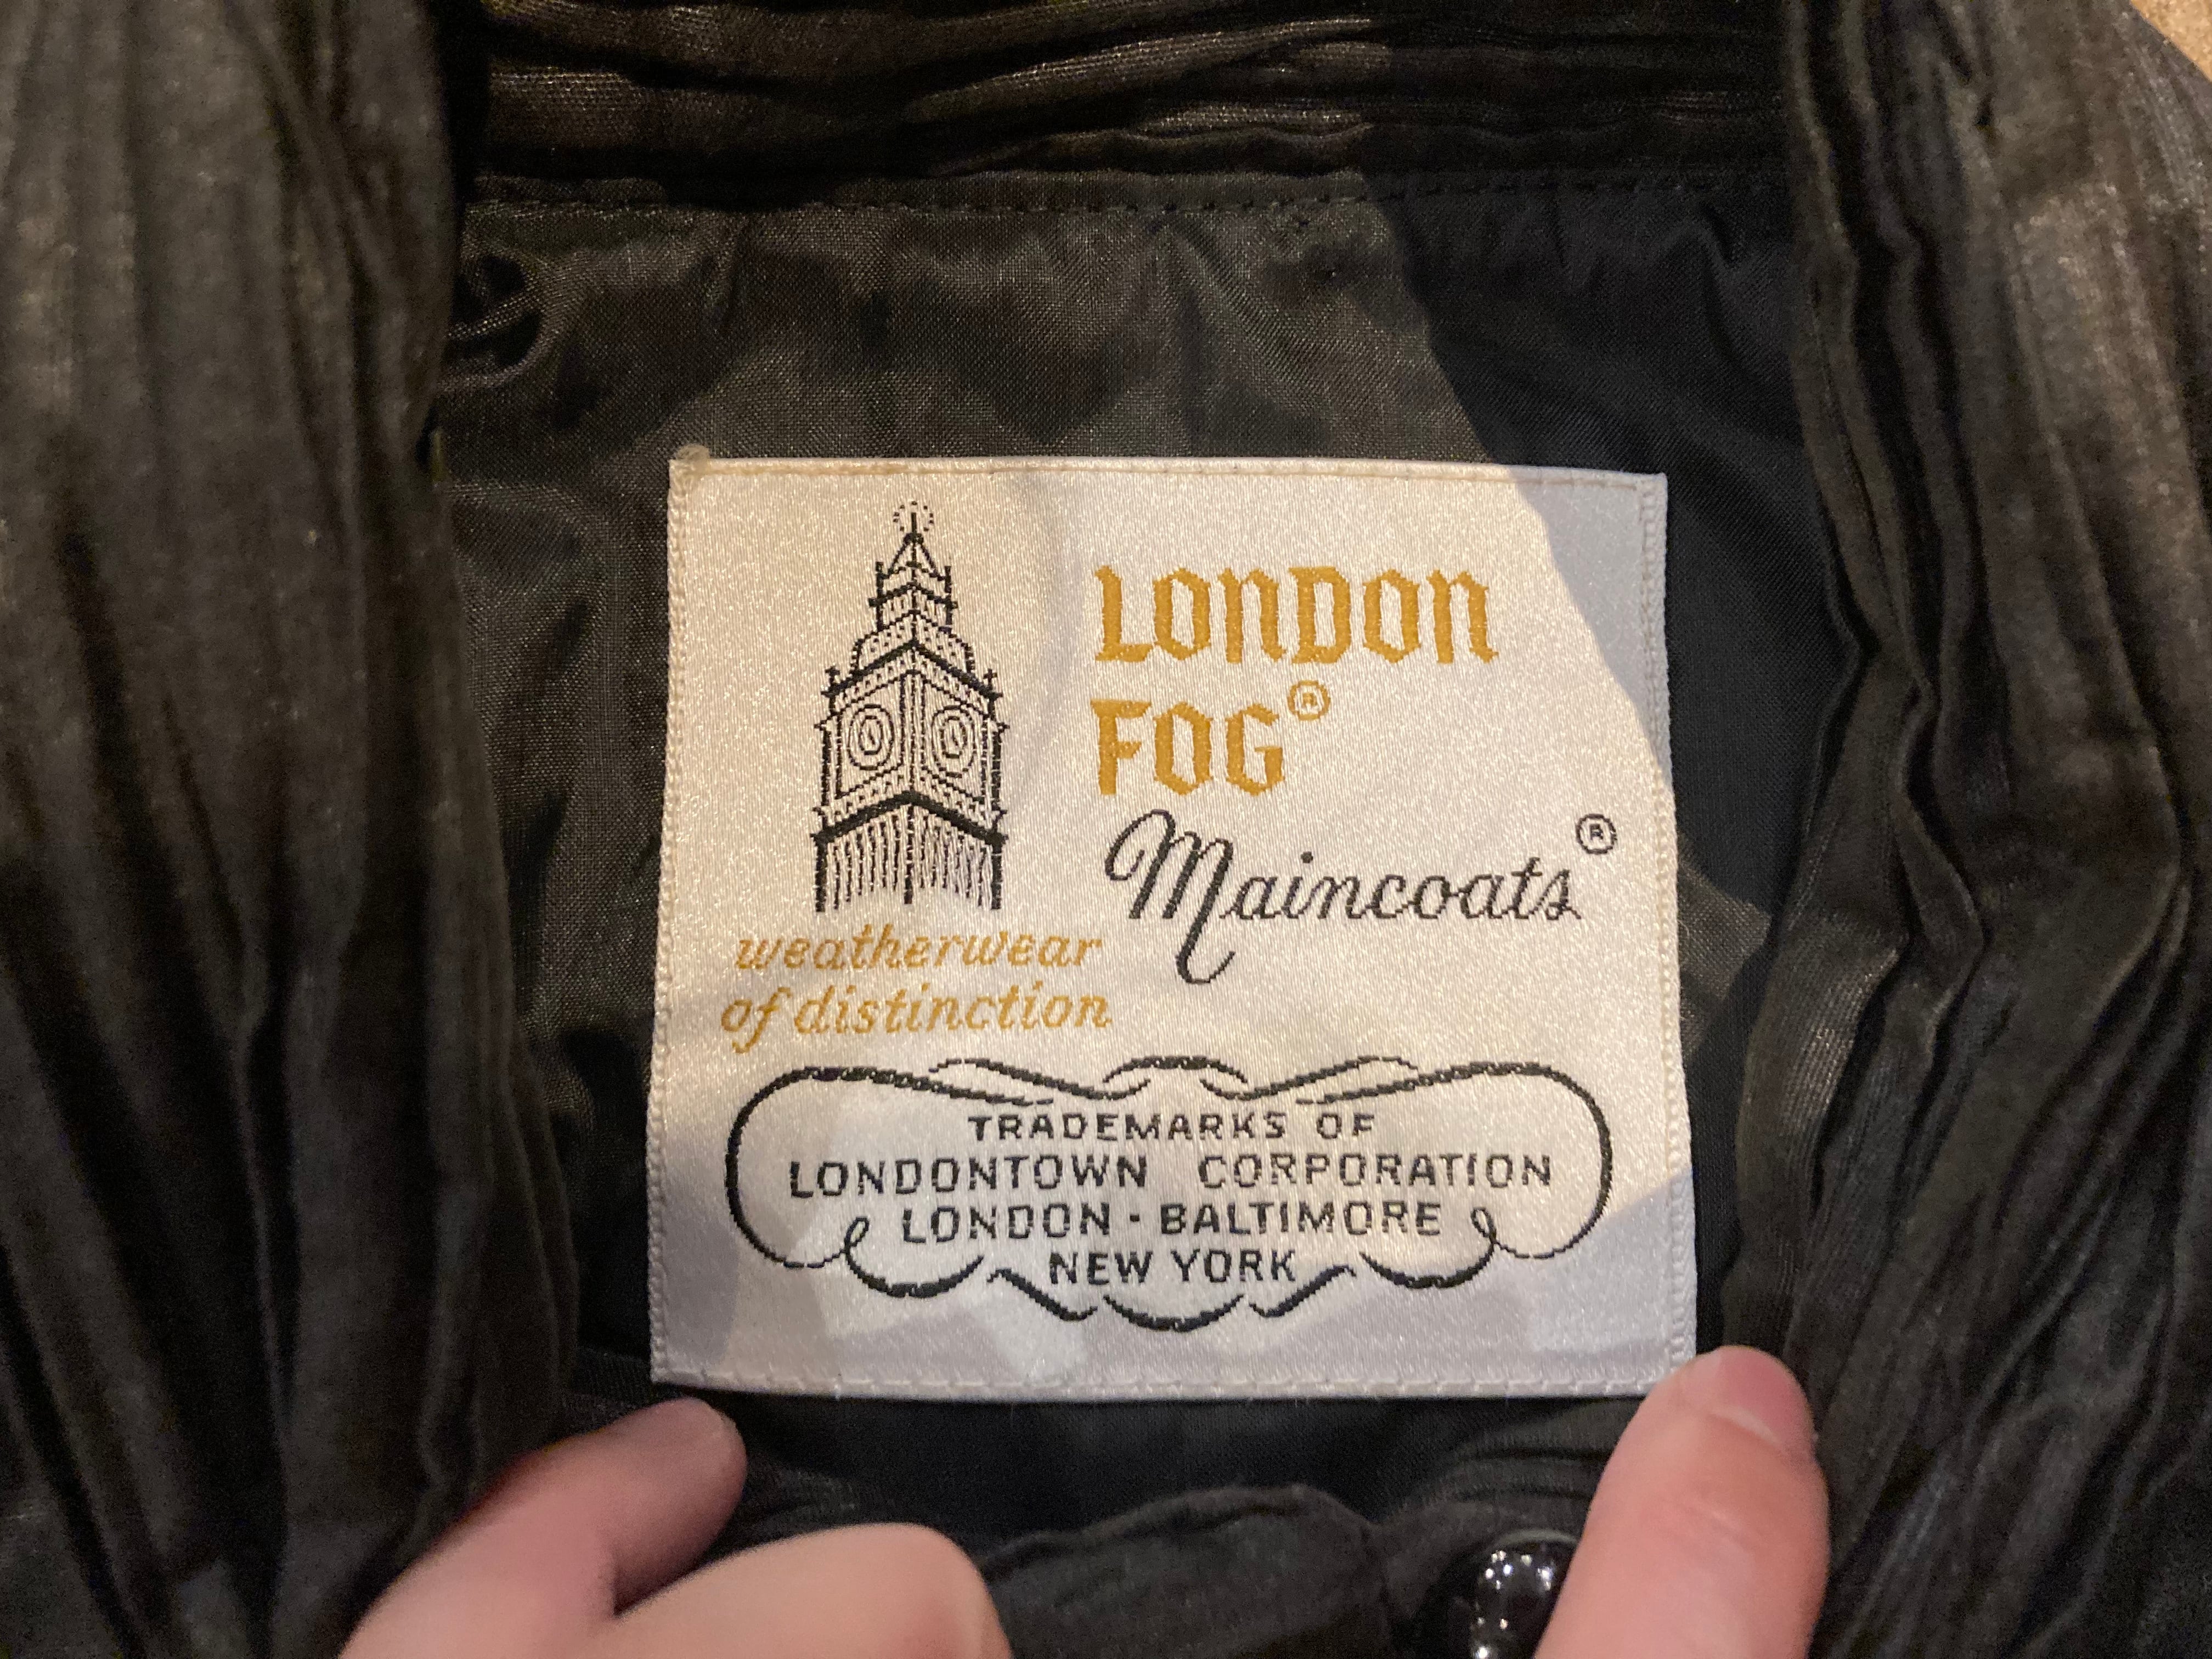 LONDON
FOG®
Maincoats®
weatherwear
of distinction
TRADEMARKS OF
LONDONTOWN CORPORATION
LONDON · BALTIMORE
NEW YORK